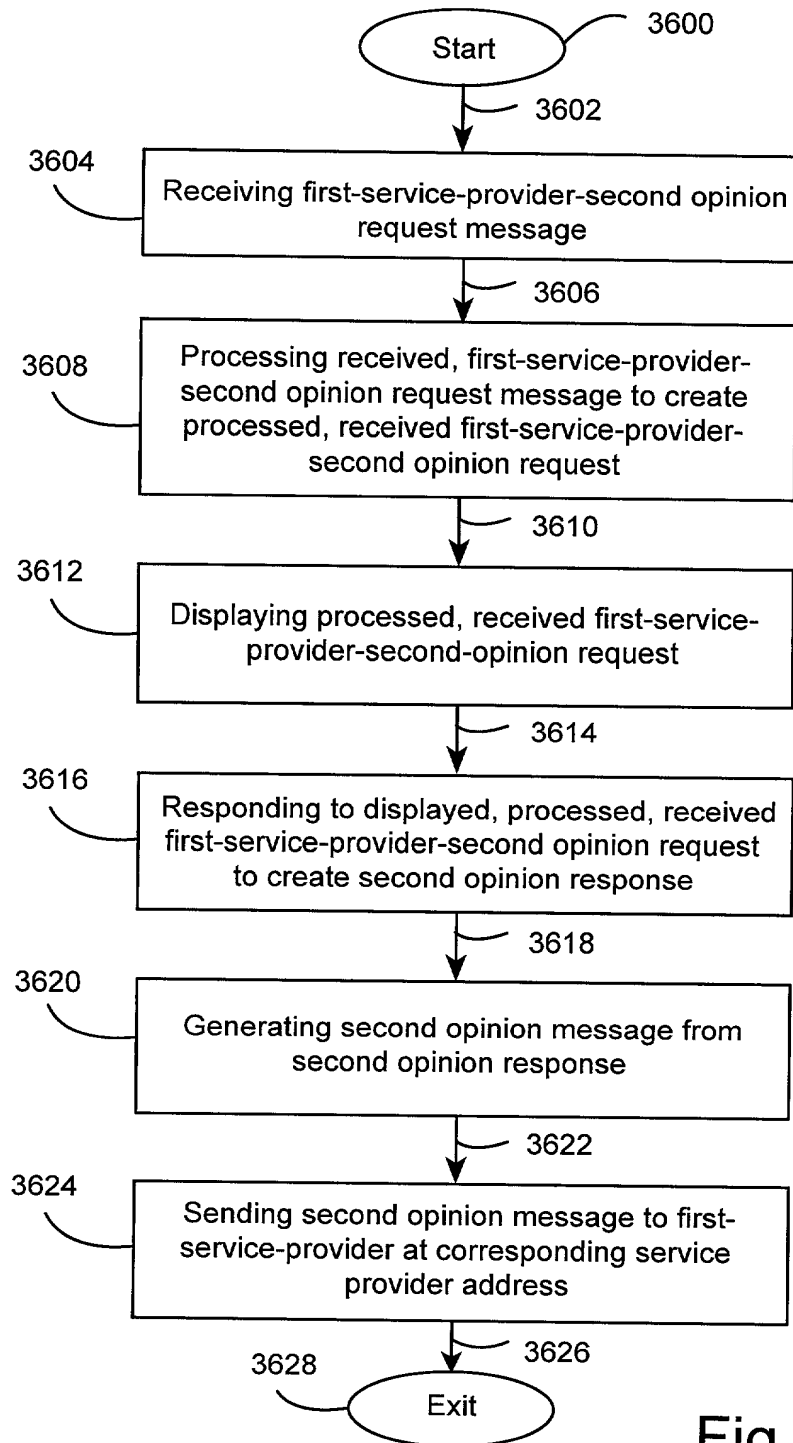 Start
3600
3602
3604
Receiving first-service-provider-second opinion
request message
3606
3608
Processing received, first-service-provider-
second opinion request message to create
processed, received first-service-provider-
second opinion request
3610
3612
Displaying processed, received first-service-
provider-second-opinion request
3614
3616
Responding to displayed, processed, received
first-service-provider-second opinion request
to create second opinion response
3618
3620
Generating second opinion message from
second opinion response
3622
3624
Sending second opinion message to first-
service-provider at corresponding service
provider address
3626
3628
Exit
Fig